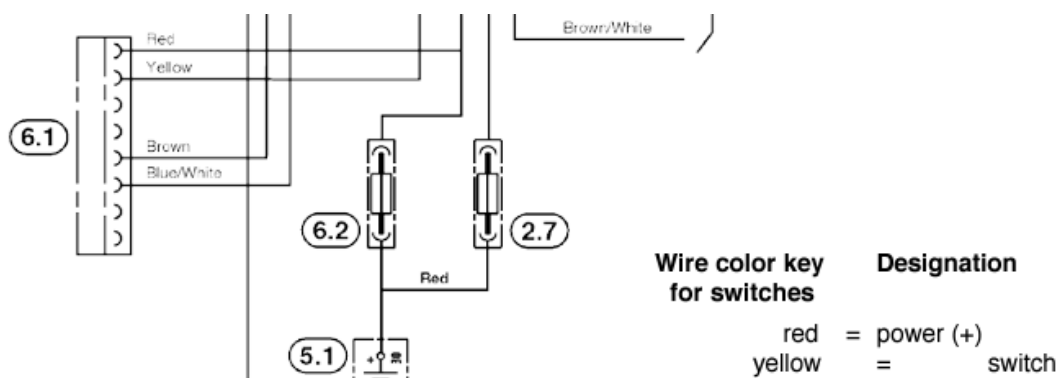 Brown/White
Red
Yellow
6.1
Brown
Blue/White
6.2
2.7
Red
5.1
+
30
Wire color key Designation
for switches
red = power (+)
yellow = switch